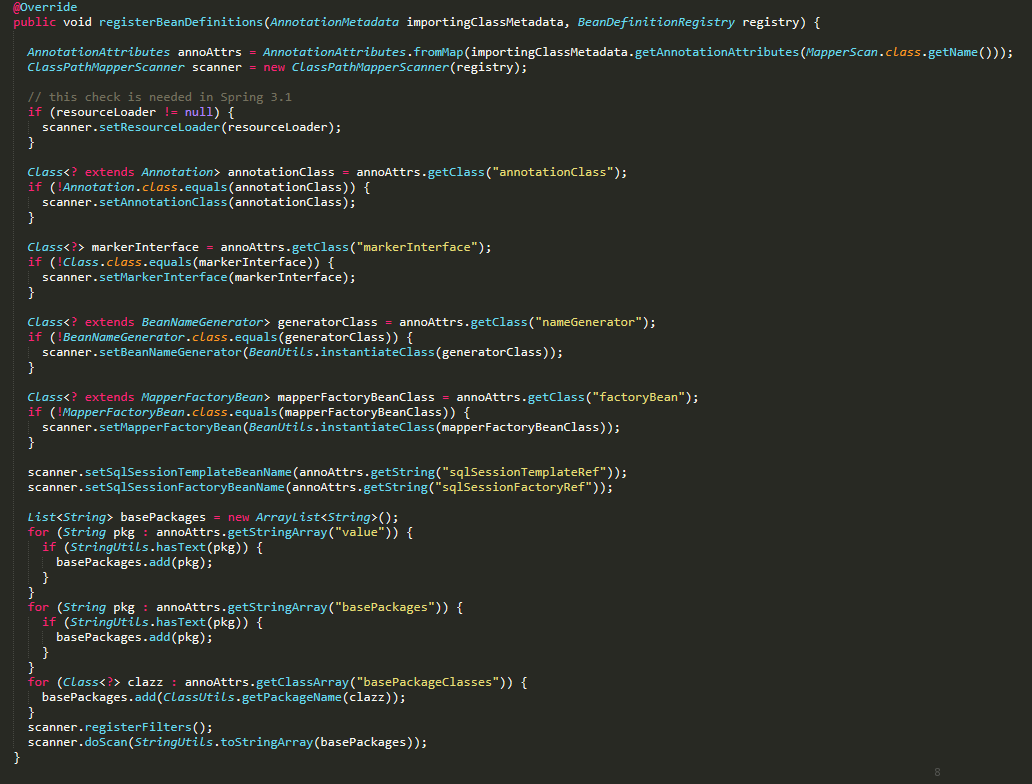 @Override
public void registerBeanDefinitions(AnnotationMetadata importingClassMetadata, BeanDefinitionRegistry registry) {
AnnotationAttributes annoAttrs = AnnotationAttributes.fromMap(importingClassMetadata.getAnnotationAttributes(MapperScan.class.getName()));
ClassPathMapperScanner scanner = new ClassPathMapperScanner(registry);
// this check is needed in Spring 3.1
if (resourceLoader != null) {
scanner.setResourceLoader(resourceLoader);
}
Class<? extends Annotation> annotationClass = annoAttrs.getClass("annotationClass");
if (!Annotation.class.equals(annotationClass)) {
scanner.setAnnotationClass(annotationClass);
}
Class<?> markerInterface = annoAttrs.getClass("markerInterface");
if (!Class.class.equals(markerInterface)) {
scanner.setMarkerInterface(markerInterface);
}
Class<? extends BeanNameGenerator> generatorClass = annoAttrs.getClass("nameGenerator");
if (!BeanNameGenerator.class.equals(generatorClass)) {
scanner.setBeanNameGenerator(BeanUtils.instantiateClass(generatorClass));
}
Class<? extends MapperFactoryBean> mapperFactoryBeanClass = annoAttrs.getClass("factoryBean");
if (!MapperFactoryBean.class.equals(mapperFactoryBeanClass)) {
scanner.setMapperFactoryBean(BeanUtils.instantiateClass(mapperFactoryBeanClass));
}
scanner.setSqlSessionTemplateBeanName(annoAttrs.getString("sqlSessionTemplateRef"));
scanner.setSqlSessionFactoryBeanName(annoAttrs.getString("sqlSessionFactoryRef"));
List<String> basePackages = new ArrayList<String>();
for (String pkg : annoAttrs.getStringArray("value")) {
if (StringUtils.hasText(pkg)) {
basePackages.add(pkg);
}
}
for (String pkg : annoAttrs.getStringArray("basePackages")) {
if (StringUtils.hasText(pkg)) {
basePackages.add(pkg);
}
}
for (Class<?> clazz : annoAttrs.getClassArray("basePackageClasses")) {
basePackages.add(ClassUtils.getPackageName(clazz));
}
scanner.registerFilters();
scanner.doScan(StringUtils.toStringArray(basePackages));
}
8